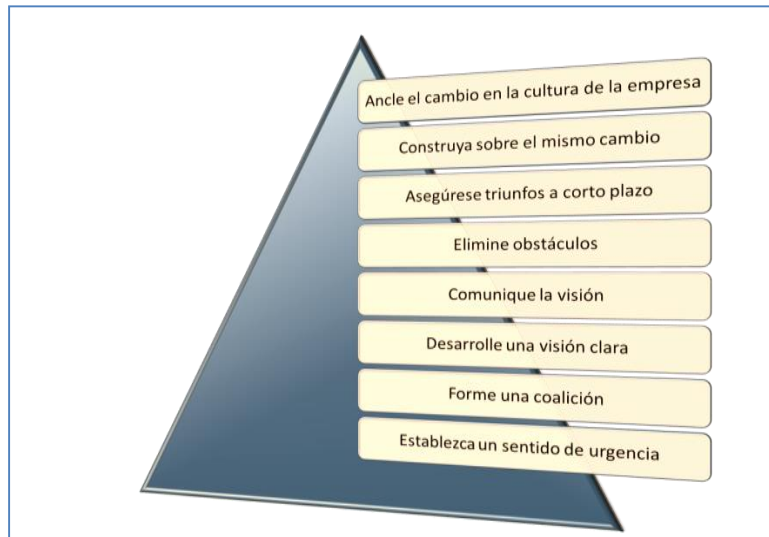 Ancle el cambio en la cultura de la empresa
Construya sobre el mismo cambio
Asegúrese triunfos a corto plazo
Elimine obstáculos
Comunique la visión
Desarrolle una visión clara
Forme una coalición
Establezca un sentido de urgencia